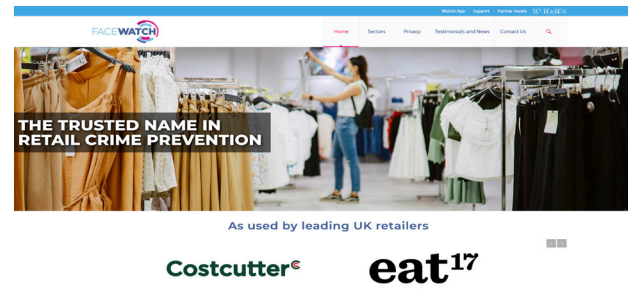 Mobile App Support Partner Assets
FACEWATCH
Home Sectors Privacy Testimonials and News Contact Us
THE TRUSTED NAME IN
RETAIL CRIME PREVENTION
As used by leading UK retailers
Costcutter
eat17